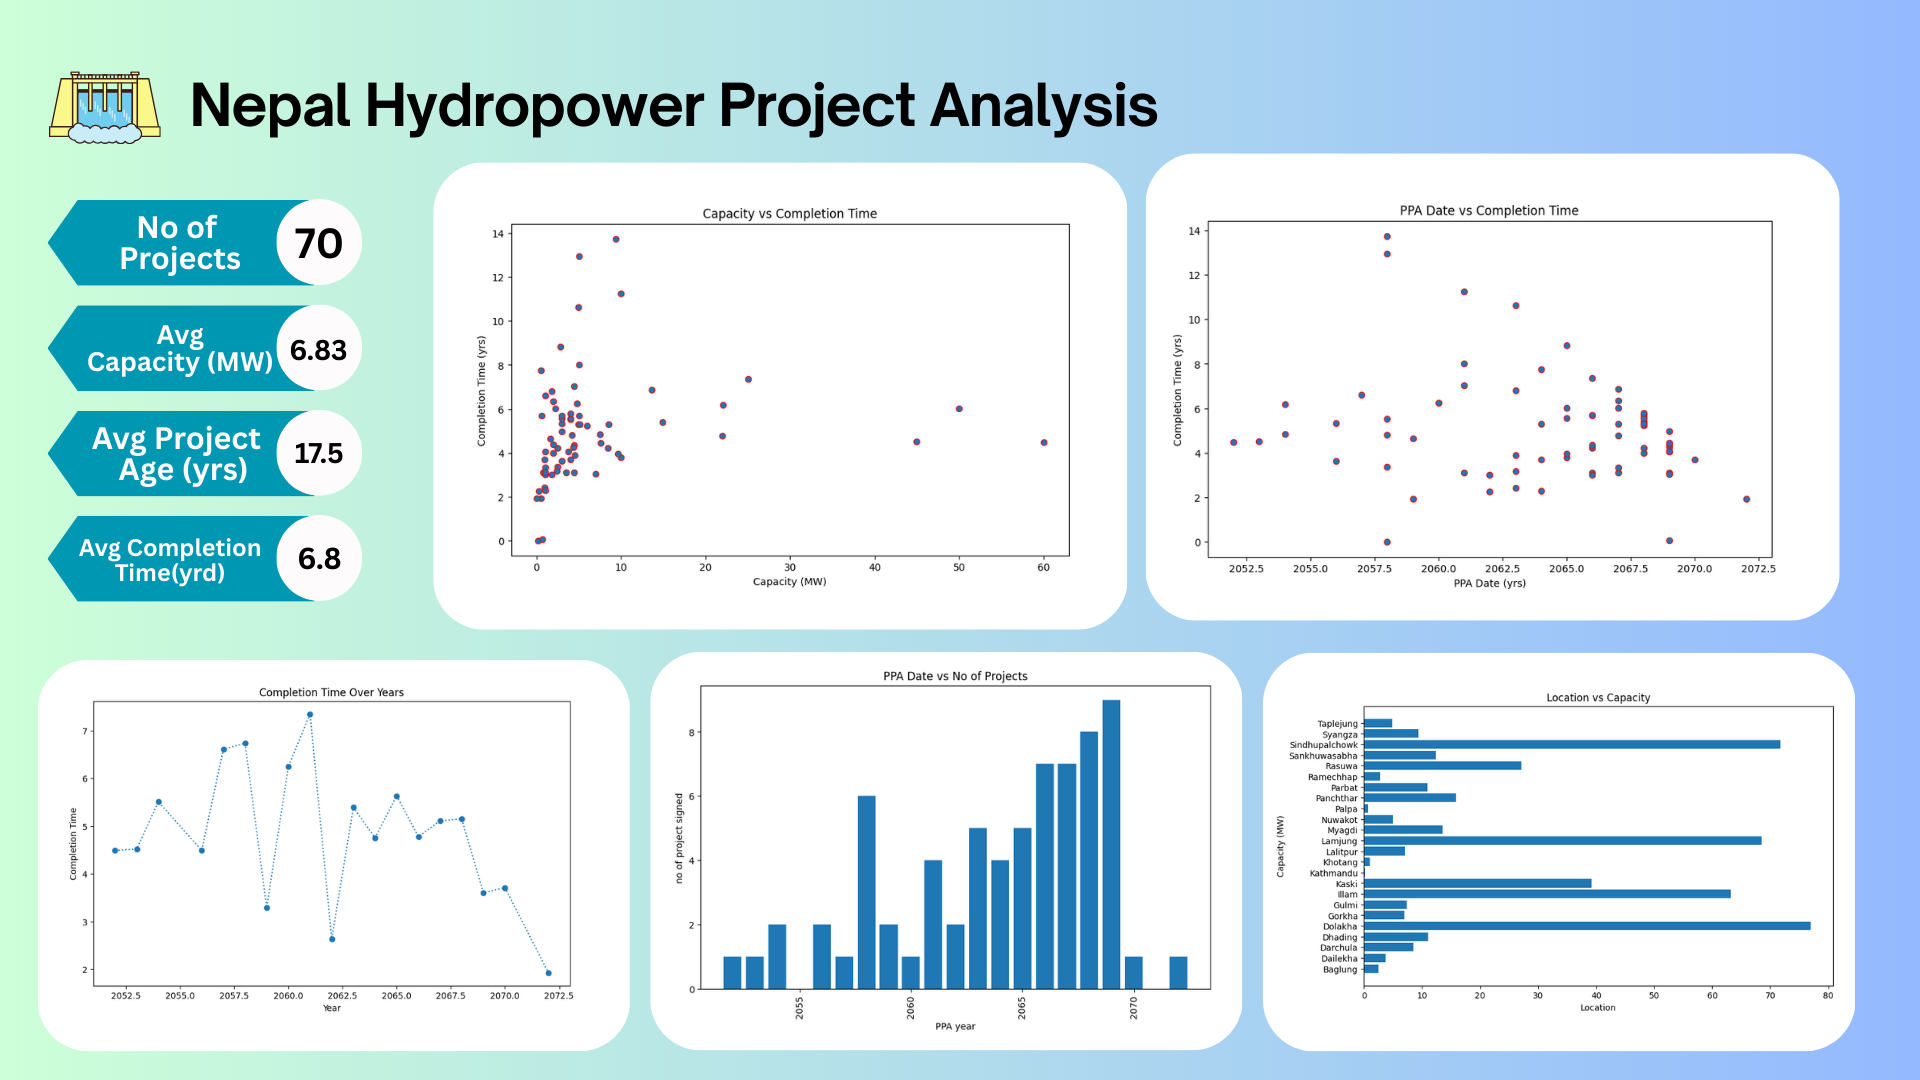 Nepal Hydropower Project Analysis
No of
Projects
70
Avg
Capacity (MW)
6.83
Avg Project
Age (yrs)
17.5
Avg Completion
Time(yrd)
6.8
Capacity vs Completion Time
Completion Time (yrs)
14
12
10
8
6
4
2
0
0 10 20 30 40 50 60
Capacity (MW)
PPA Date vs Completion Time
Completion Time (yrs)
14
12
10
8
6
4
2
0
2052.5 2055.0 2057.5 2060.0 2062.5 2065.0 2067.5 2070.0 2072.5
PPA Date (yrs)
Completion Time Over Years
Completion Time
7
6
5
4
3
2
2052.5 2055.0 2057.5 2060.0 2062.5 2065.0 2067.5 2070.0 2072.5
Year
PPA Date vs No of Projects
no of project signed
8
6
4
2
0
2055 2060 2065 2070
PPA year
Location vs Capacity
Capacity (MW)
Taplejung
Syangza
Sindhupalchowk
Sankhuwasabha
Rasuwa
Ramechhap
Parbat
Panchthar
Palpa
Nuwakot
Myagdi
Lamjung
Lalitpur
Khotang
Kathmandu
Kaski
Illam
Gulmi
Gorkha
Dolakha
Dhading
Darchula
Dailekha
Baglung
0 10 20 30 40 50 60 70 80
Location